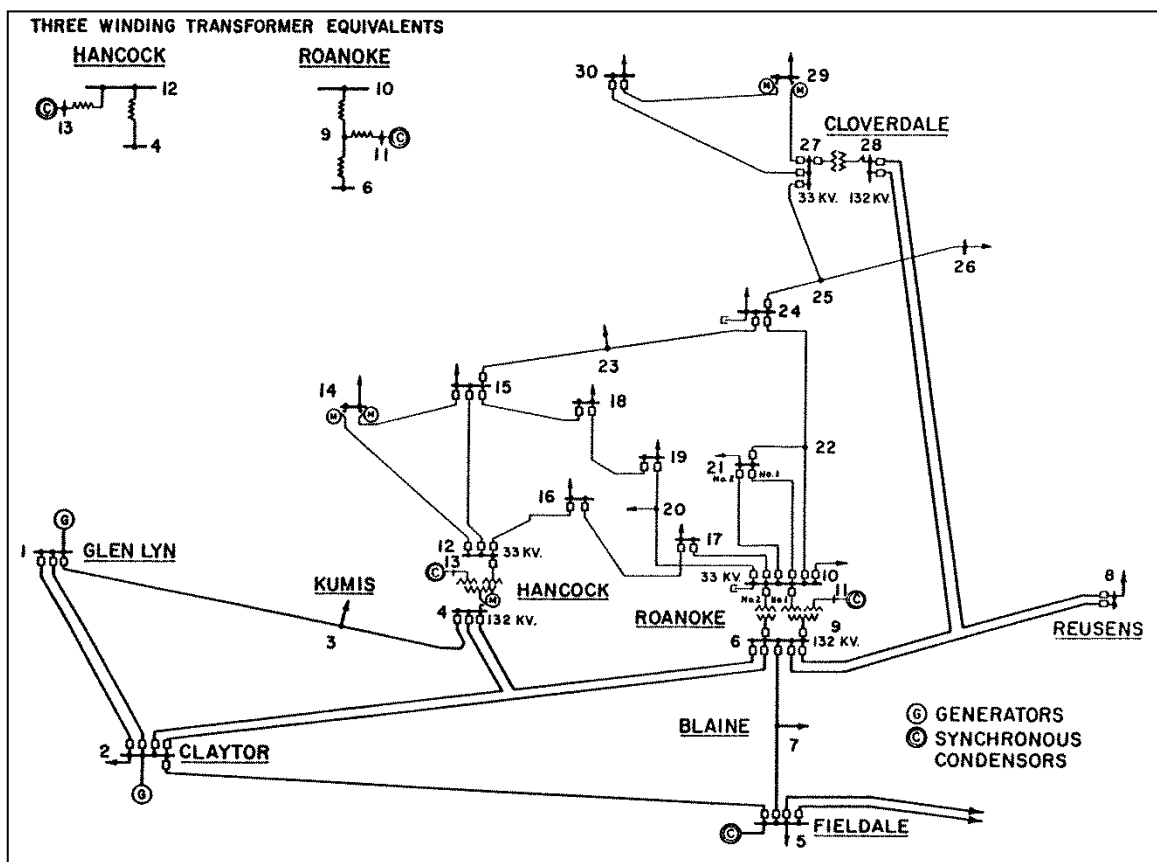 THREE WINDING TRANSFORMER EQUIVALENTS
HANCOCK
ROANOKE
12
C
13
4
10
9
C
11
6
30
29
M
M
CLOVERDALE
27
28
33 KV.
132 KV.
26
25
24
23
14
15
M
M
18
22
19
21
No. 2
No. 1
16
20
17
G
1
GLEN LYN
12
33 KV.
13
C
HANCOCK
M
33 KV.
10
No. 2
No. 1
11
C
8
KUMIS
4
132 KV.
ROANOKE
9
REUSENS
3
6
132 KV.
BLAINE
7
G GENERATORS
C SYNCHRONOUS
CONDENSORS
2
CLAYTOR
G
C
5
FIELDALE